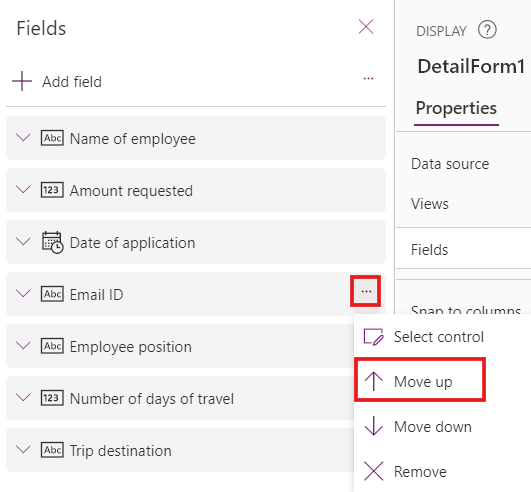 Fields
DISPLAY ?
DetailForm1
Add field ...
Properties
Abc Name of employee
Data source
123 Amount requested
Views
Date of application
Fields
Abc Email ID ...
Snap to columns
Select control
Abc Employee position
Move up
123 Number of days of travel
Move down
Abc Trip destination
Remove